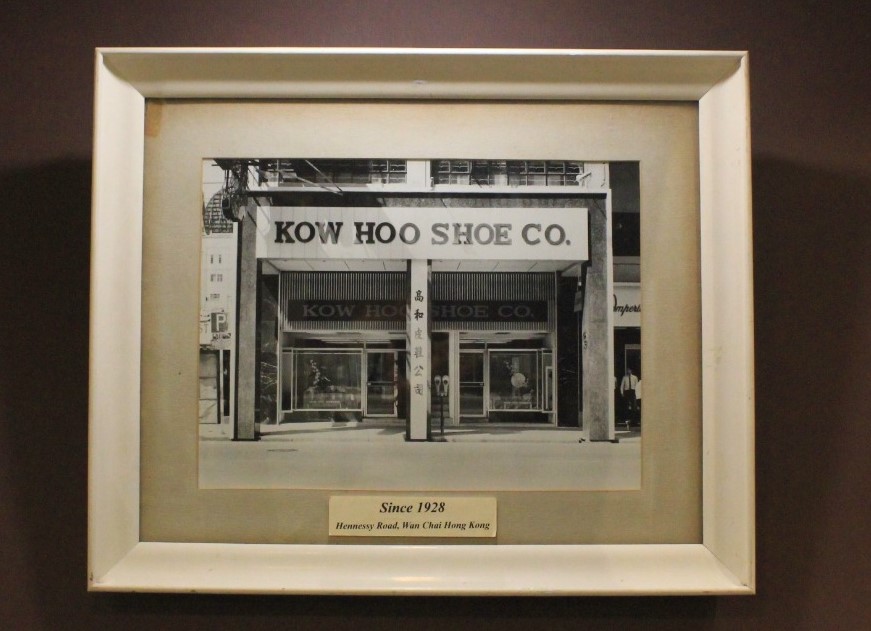 KOW HOO SHOE CO.
KOW HOO SHOE CO.
高和皮鞋公司
P
Since 1928
Hennessy Road, Wan Chai Hong Kong